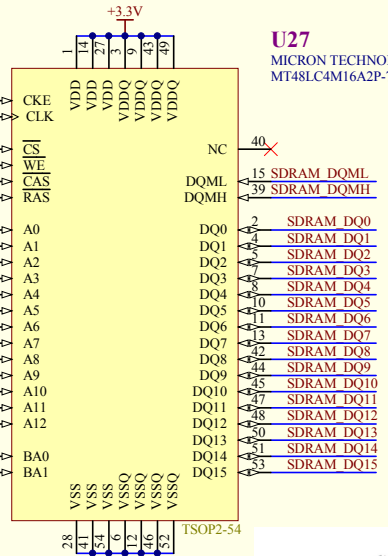 +3.3V
U27
MICRON TECHNO
MT48LC4M16A2P-7
1 14 27 3 9 43 49
VDD VDD VDD VDDQ VDDQ VDDQ VDDQ
CKE
CLK
CS NC 40
WE
CAS DQML 15 SDRAM_DQML
RAS DQMH 39 SDRAM_DQMH
A0 DQ0 2 SDRAM_DQ0
A1 DQ1 4 SDRAM_DQ1
A2 DQ2 5 SDRAM_DQ2
A3 DQ3 7 SDRAM_DQ3
A4 DQ4 8 SDRAM_DQ4
A5 DQ5 10 SDRAM_DQ5
A6 DQ6 11 SDRAM_DQ6
A7 DQ7 13 SDRAM_DQ7
A8 DQ8 42 SDRAM_DQ8
A9 DQ9 44 SDRAM_DQ9
A10 DQ10 45 SDRAM_DQ10
A11 DQ11 47 SDRAM_DQ11
A12 DQ12 48 SDRAM_DQ12
DQ13 50 SDRAM_DQ13
BA0 DQ14 51 SDRAM_DQ14
BA1 DQ15 53 SDRAM_DQ15
VSS VSS VSS VSSQ VSSQ VSSQ VSSQ
TSOP2-54
28 41 54 6 12 46 52